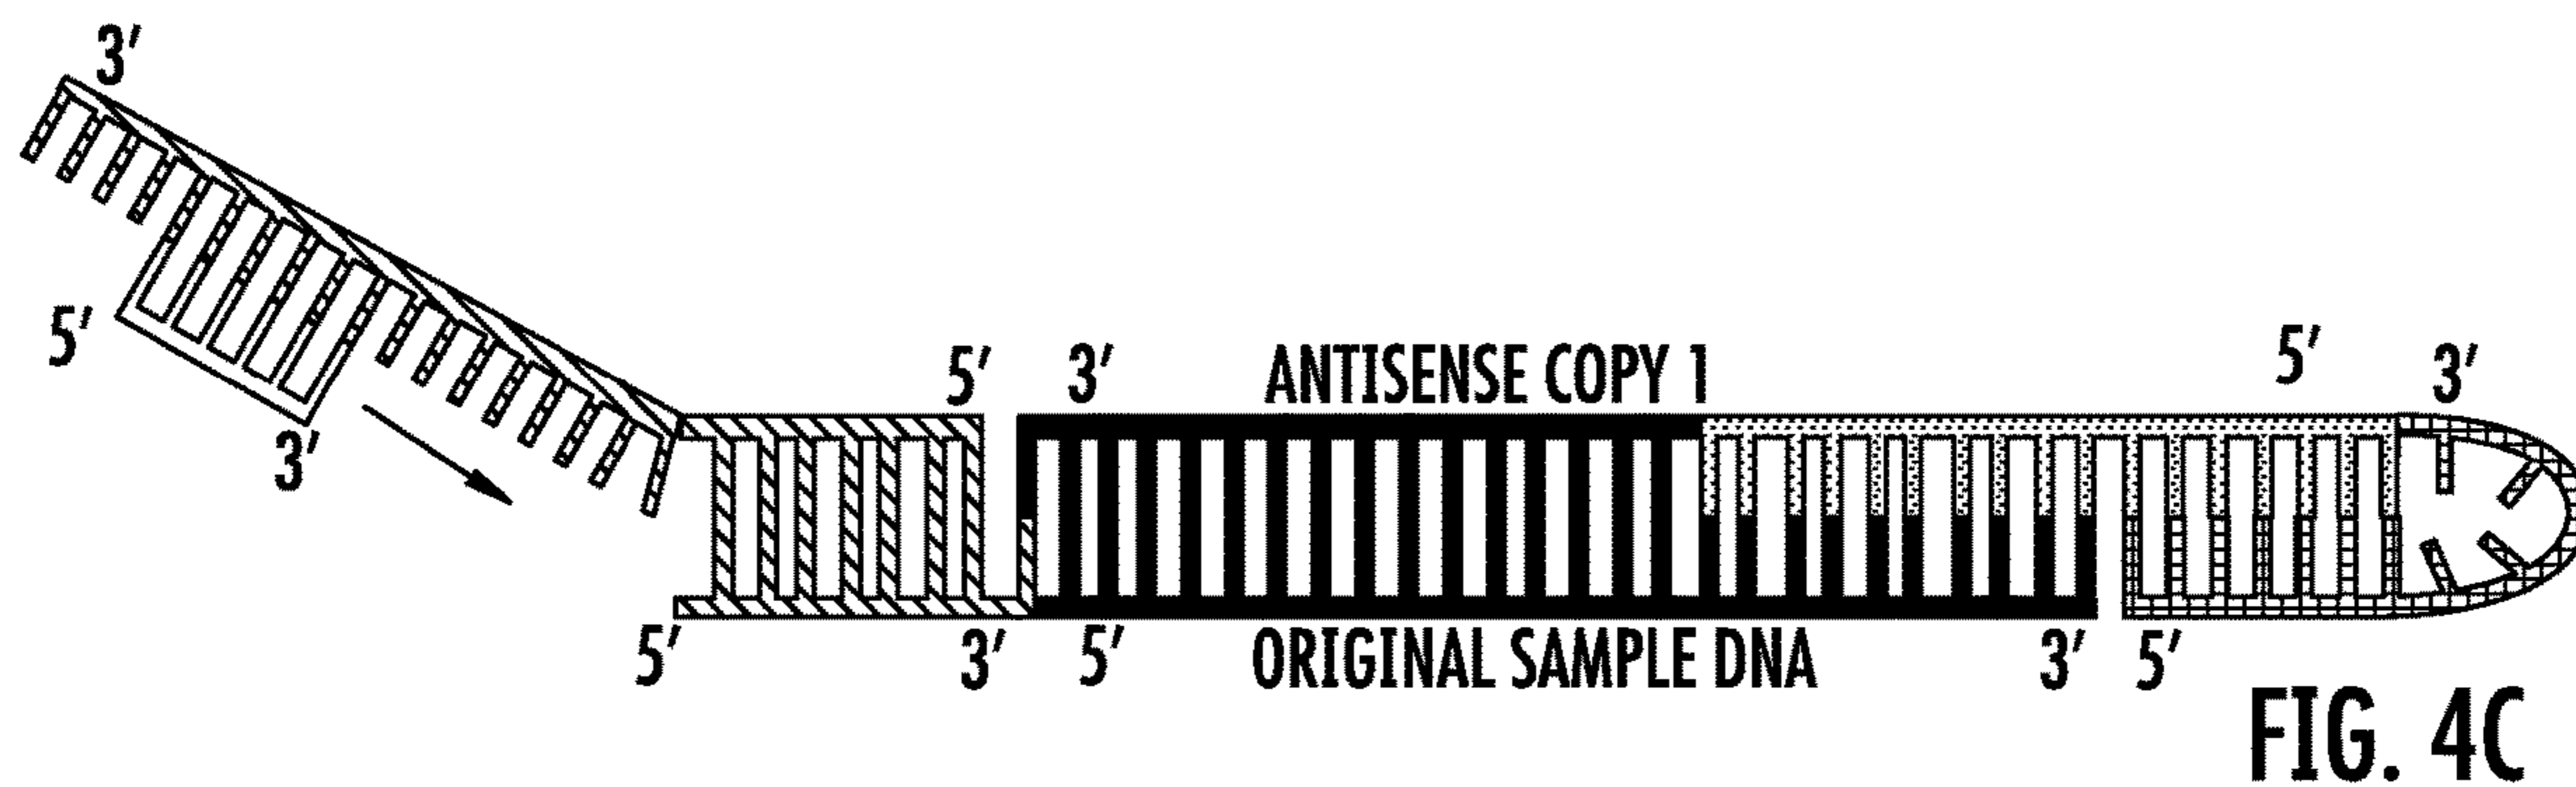 3′
5′
3′
5′ 3′ ANTISENSE COPY 1 5′ 3′
5′ 3′ 5′ ORIGINAL SAMPLE DNA 3′ 5′
FIG. 4C